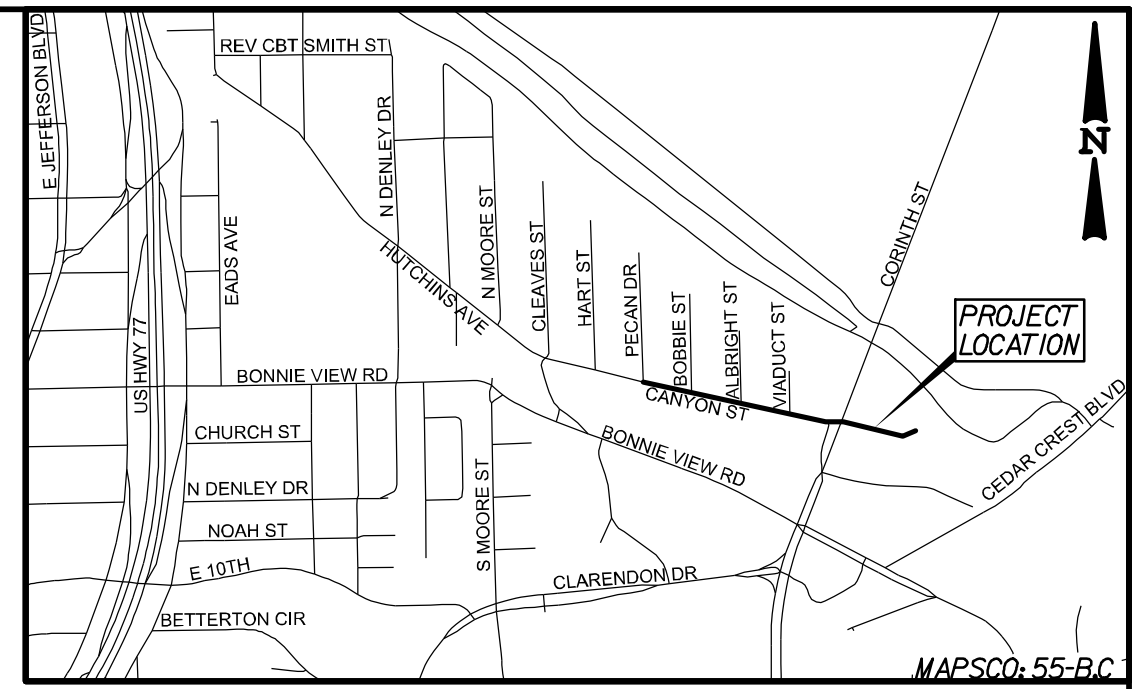 E JEFFERSON BLVD
REV CBT SMITH ST
N DENLEY DR
N
N MOORE ST
CORINTH ST
EADS AVE
HUTCHINS AVE
CLEAVES ST
HART ST
PECAN DR
BOBBIE ST
ALBRIGHT ST
VIADUCT ST
PROJECT
LOCATION
US HWY 77
BONNIE VIEW RD
CANYON ST
CEDAR CREST BLVD
CHURCH ST
BONNIE VIEW RD
N DENLEY DR
S MOORE ST
NOAH ST
E 10TH
CLARENDON DR
BETTERTON CIR
MAPSCO: 55-B,C